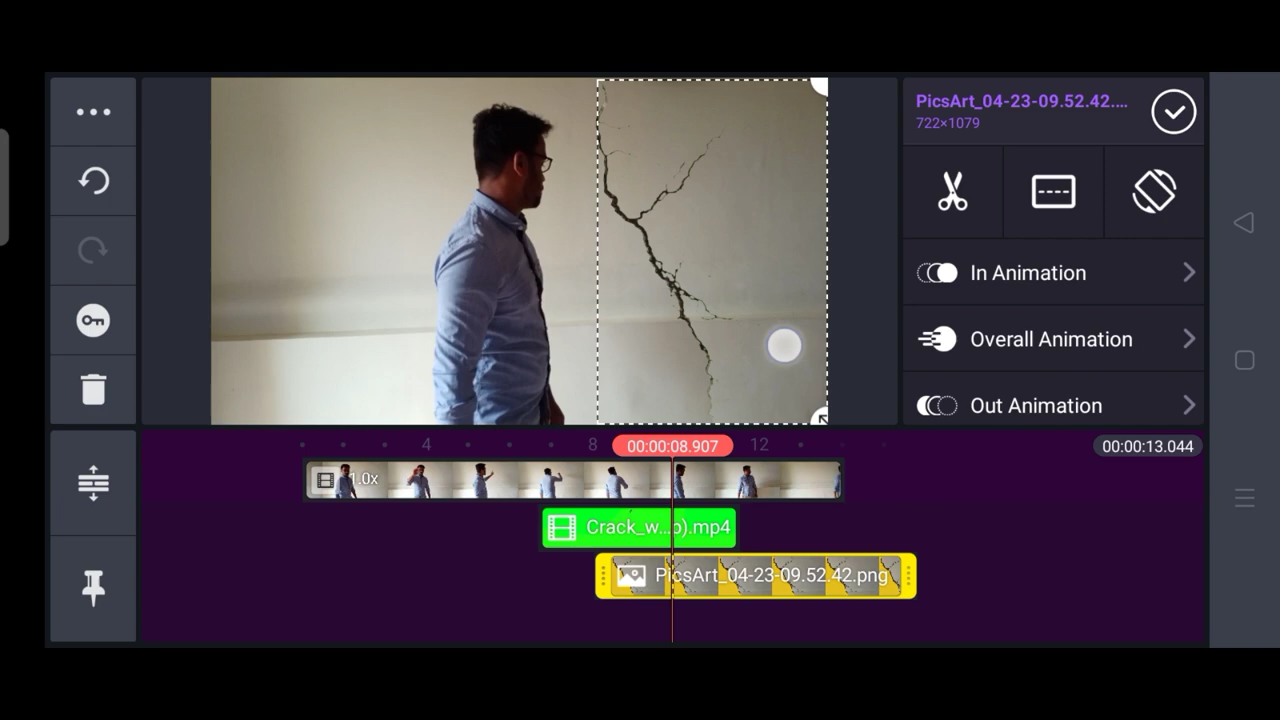 PicsArt_04-23-09.52.42....
722×1079
In Animation
Overall Animation
Out Animation
4
8
00:00:08.907
12
00:00:13.044
1.0x
Crack_w...o).mp4
PicsArt_04-23-09.52.42.png